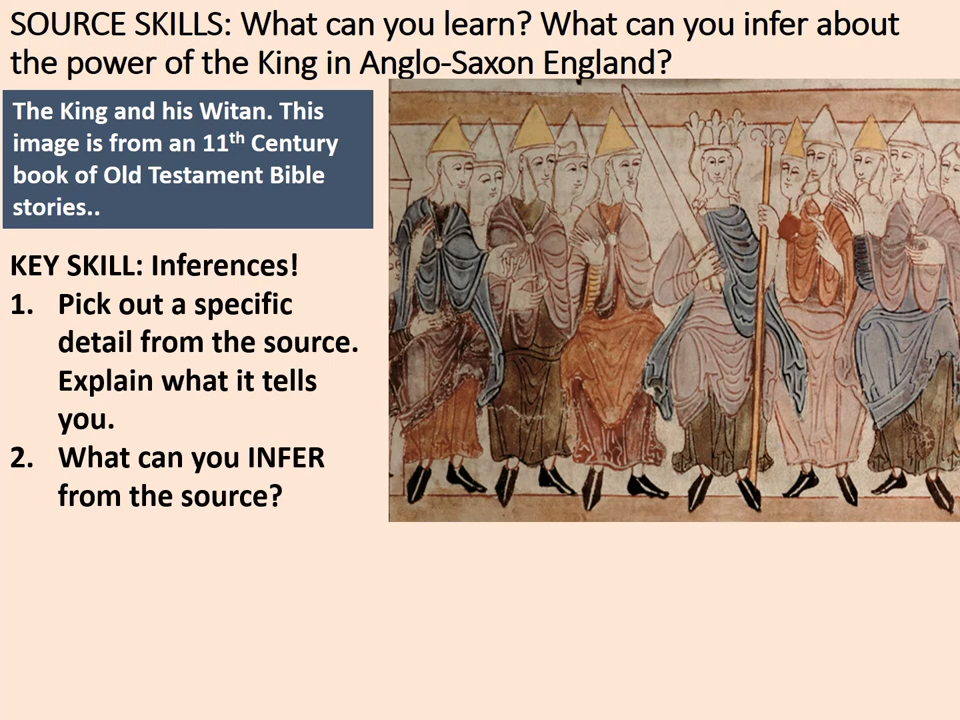 SOURCE SKILLS: What can you learn? What can you infer about
the power of the King in Anglo-Saxon England?
The King and his Witan. This
image is from an 11th Century
book of Old Testament Bible
stories..
KEY SKILL: Inferences!
1. Pick out a specific
detail from the source.
Explain what it tells
you.
2. What can you INFER
from the source?